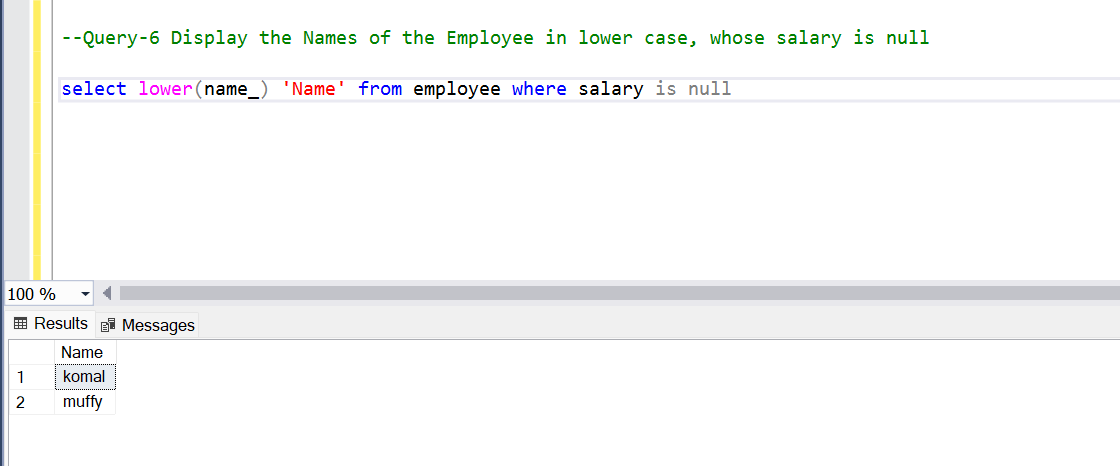 --Query-6 Display the Names of the Employee in lower case, whose salary is null
select lower(name_) 'Name' from employee where salary is null
100 %
Results Messages
Name
1 komal
2 muffy